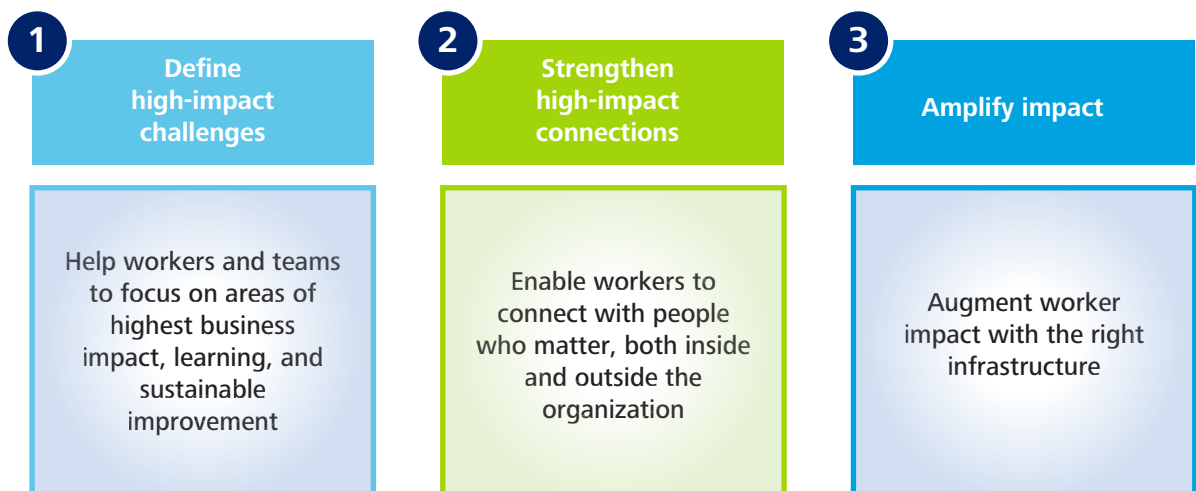 1
Define
high-impact
challenges
Help workers and teams
to focus on areas of
highest business
impact, learning, and
sustainable
improvement
2
Strengthen
high-impact
connections
Enable workers to
connect with people
who matter, both inside
and outside the
organization
3
Amplify impact
Augment worker
impact with the right
infrastructure